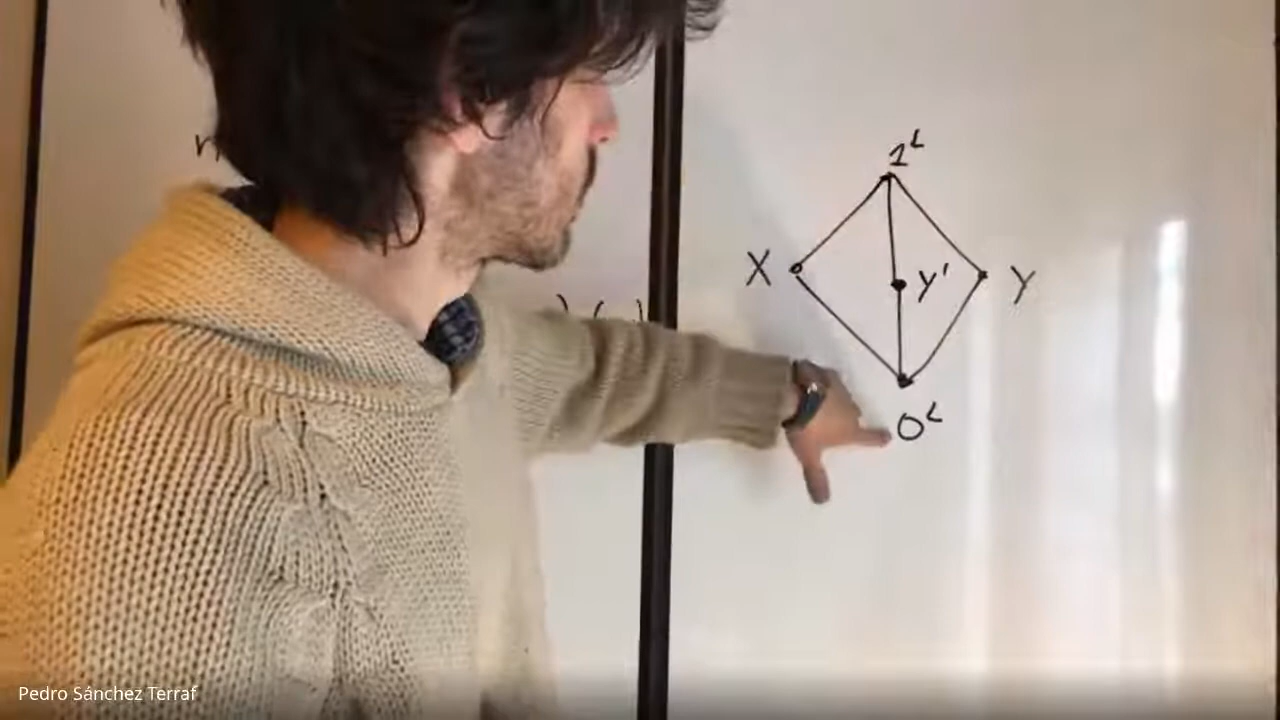 1ᴸ
X
y'
Y
0ᴸ
Pedro Sánchez Terraf